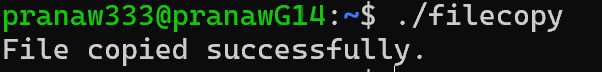 pranaw333@pranawG14:~$ ./filecopy
File copied successfully.